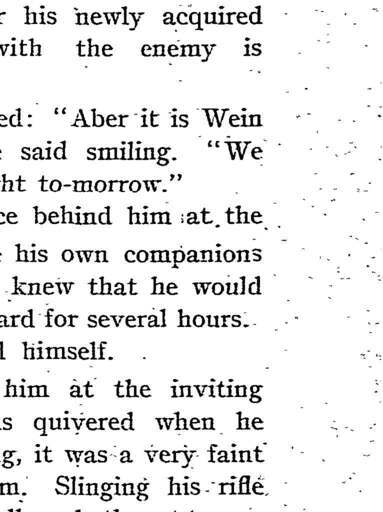 r his newly acquired
with the enemy is
ed: "Aber it is Wein
e said smiling. "We
ht to-morrow."
ce behind him at the
e his own companions
knew that he would
ard for several hours.
l himself.
him at the inviting
s quivered when he
g, it was a very faint
m. Slinging his rifle